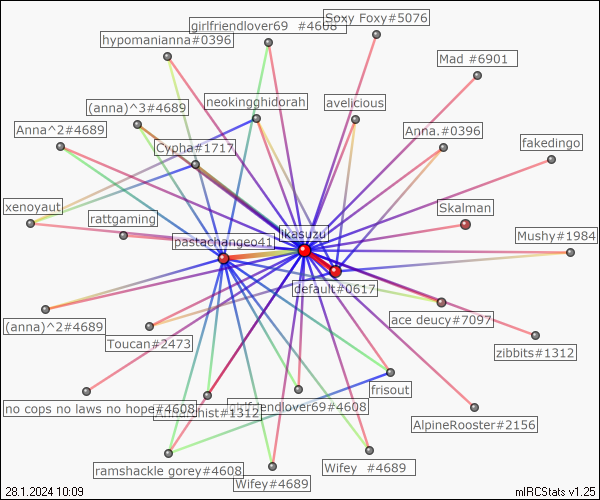 girlfriendlover69 #4608
Soxy Foxy#5076
hypomanianna#0396
Mad #6901
(anna)^3#4689
neokingghidorah
avelicious
Anna^2#4689
Anna.#0396
Cypha#1717
fakedingo
xenoyaut
rattgaming
Skalman
pastachangeo41
ikasuzu
Mushy#1984
default#0617
(anna)^2#4689
Toucan#2473
ace deucy#7097
zibbits#1312
frisout
no cops no laws no hope#4608
#1312
girlfriendlover69#4608
AlpineRooster#2156
ramshackle gorey#4608
Wifey #4689
Wifey#4689
28.1.2024 10:09
mIRCStats v1.25